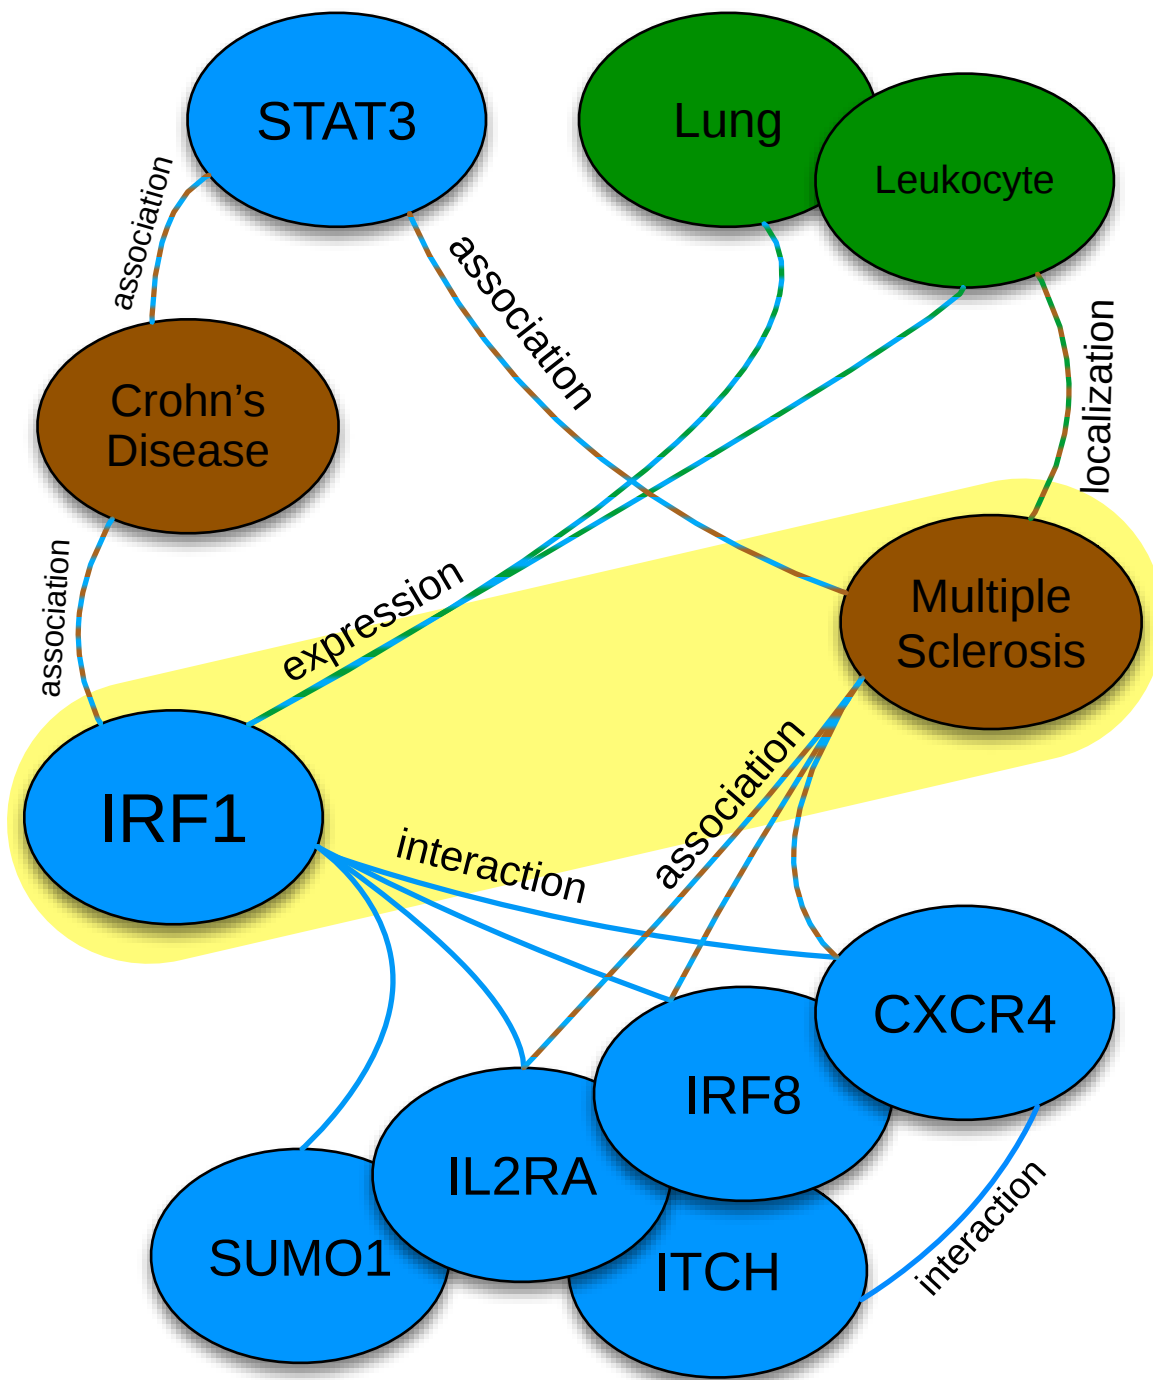 STAT3
Lung
Leukocyte
association
association
localization
Crohn's
Disease
association
expression
Multiple
Sclerosis
IRF1
interaction
association
CXCR4
IRF8
IL2RA
SUMO1
ITCH
interaction